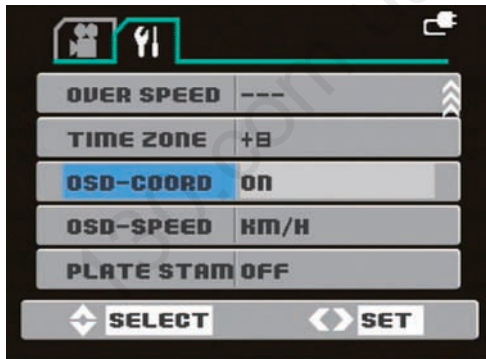 OVER SPEED ---
TIME ZONE +8
OSD-COORD ON
OSD-SPEED KM/H
PLATE STAM OFF
SELECT SET